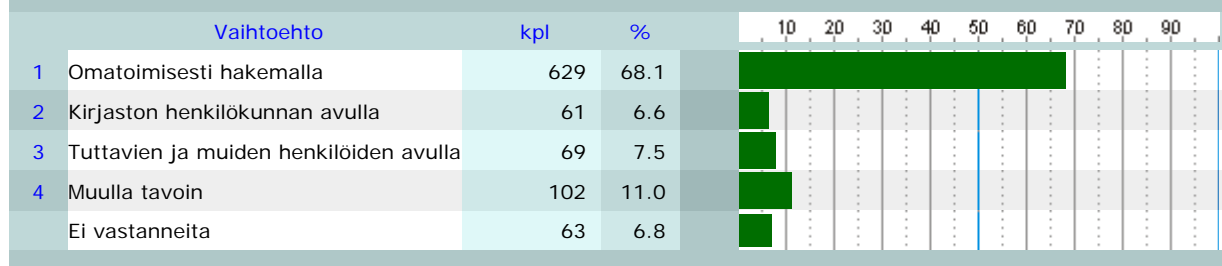 Vaihtoehto kpl % 10 20 30 40 50 60 70 80 90
1 Omatoimisesti hakemalla 629 68.1
2 Kirjaston henkilökunnan avulla 61 6.6
3 Tuttavien ja muiden henkilöiden avulla 69 7.5
4 Muulla tavoin 102 11.0
Ei vastanneita 63 6.8